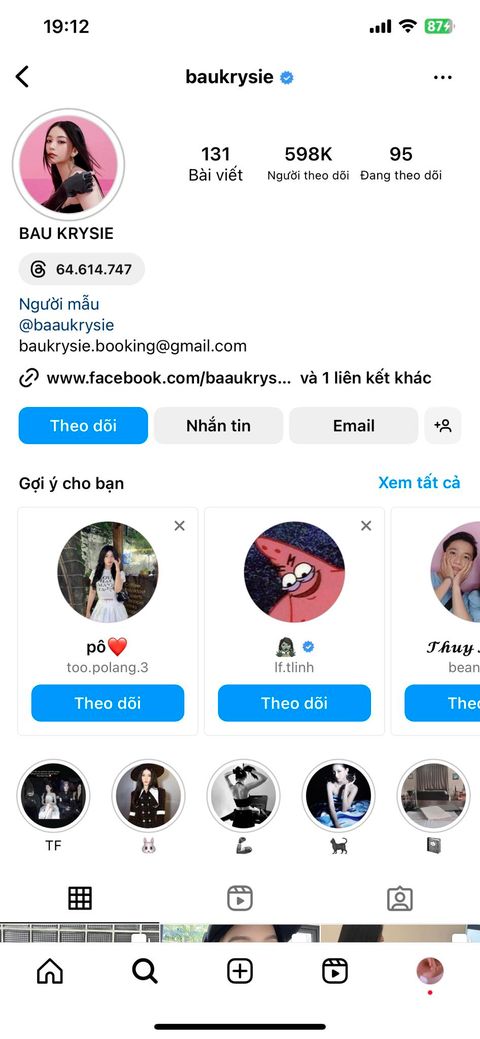 19:12
87
baukrysie
131
598K
95
Bài viết
Người theo dõi
Đang theo dõi
BAU KRYSIE
64.614.747
Người mẫu
@baaukrysie
baukrysie.booking@gmail.com
www.facebook.com/baaukrys... và 1 liên kết khác
Theo dõi
Nhắn tin
Email
Gợi ý cho bạn
Xem tất cả
pô❤️
too.polang.3
Theo dõi
lf.tlinh
Theo dõi
𝓣𝓱𝓾𝔂
bean
Theo
TF